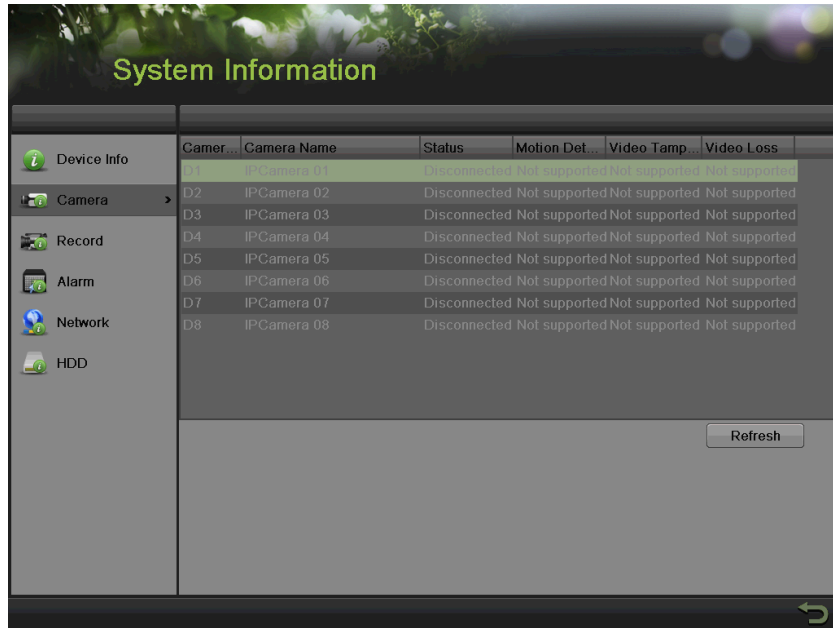 System Information
Camer... Camera Name Status Motion Det... Video Tamp... Video Loss
Device Info
Camera
Record
Alarm
Network
HDD
D1 IPCamera 01 Disconnected Not supported Not supported Not supported
D2 IPCamera 02 Disconnected Not supported Not supported Not supported
D3 IPCamera 03 Disconnected Not supported Not supported Not supported
D4 IPCamera 04 Disconnected Not supported Not supported Not supported
D5 IPCamera 05 Disconnected Not supported Not supported Not supported
D6 IPCamera 06 Disconnected Not supported Not supported Not supported
D7 IPCamera 07 Disconnected Not supported Not supported Not supported
D8 IPCamera 08 Disconnected Not supported Not supported Not supported
Refresh